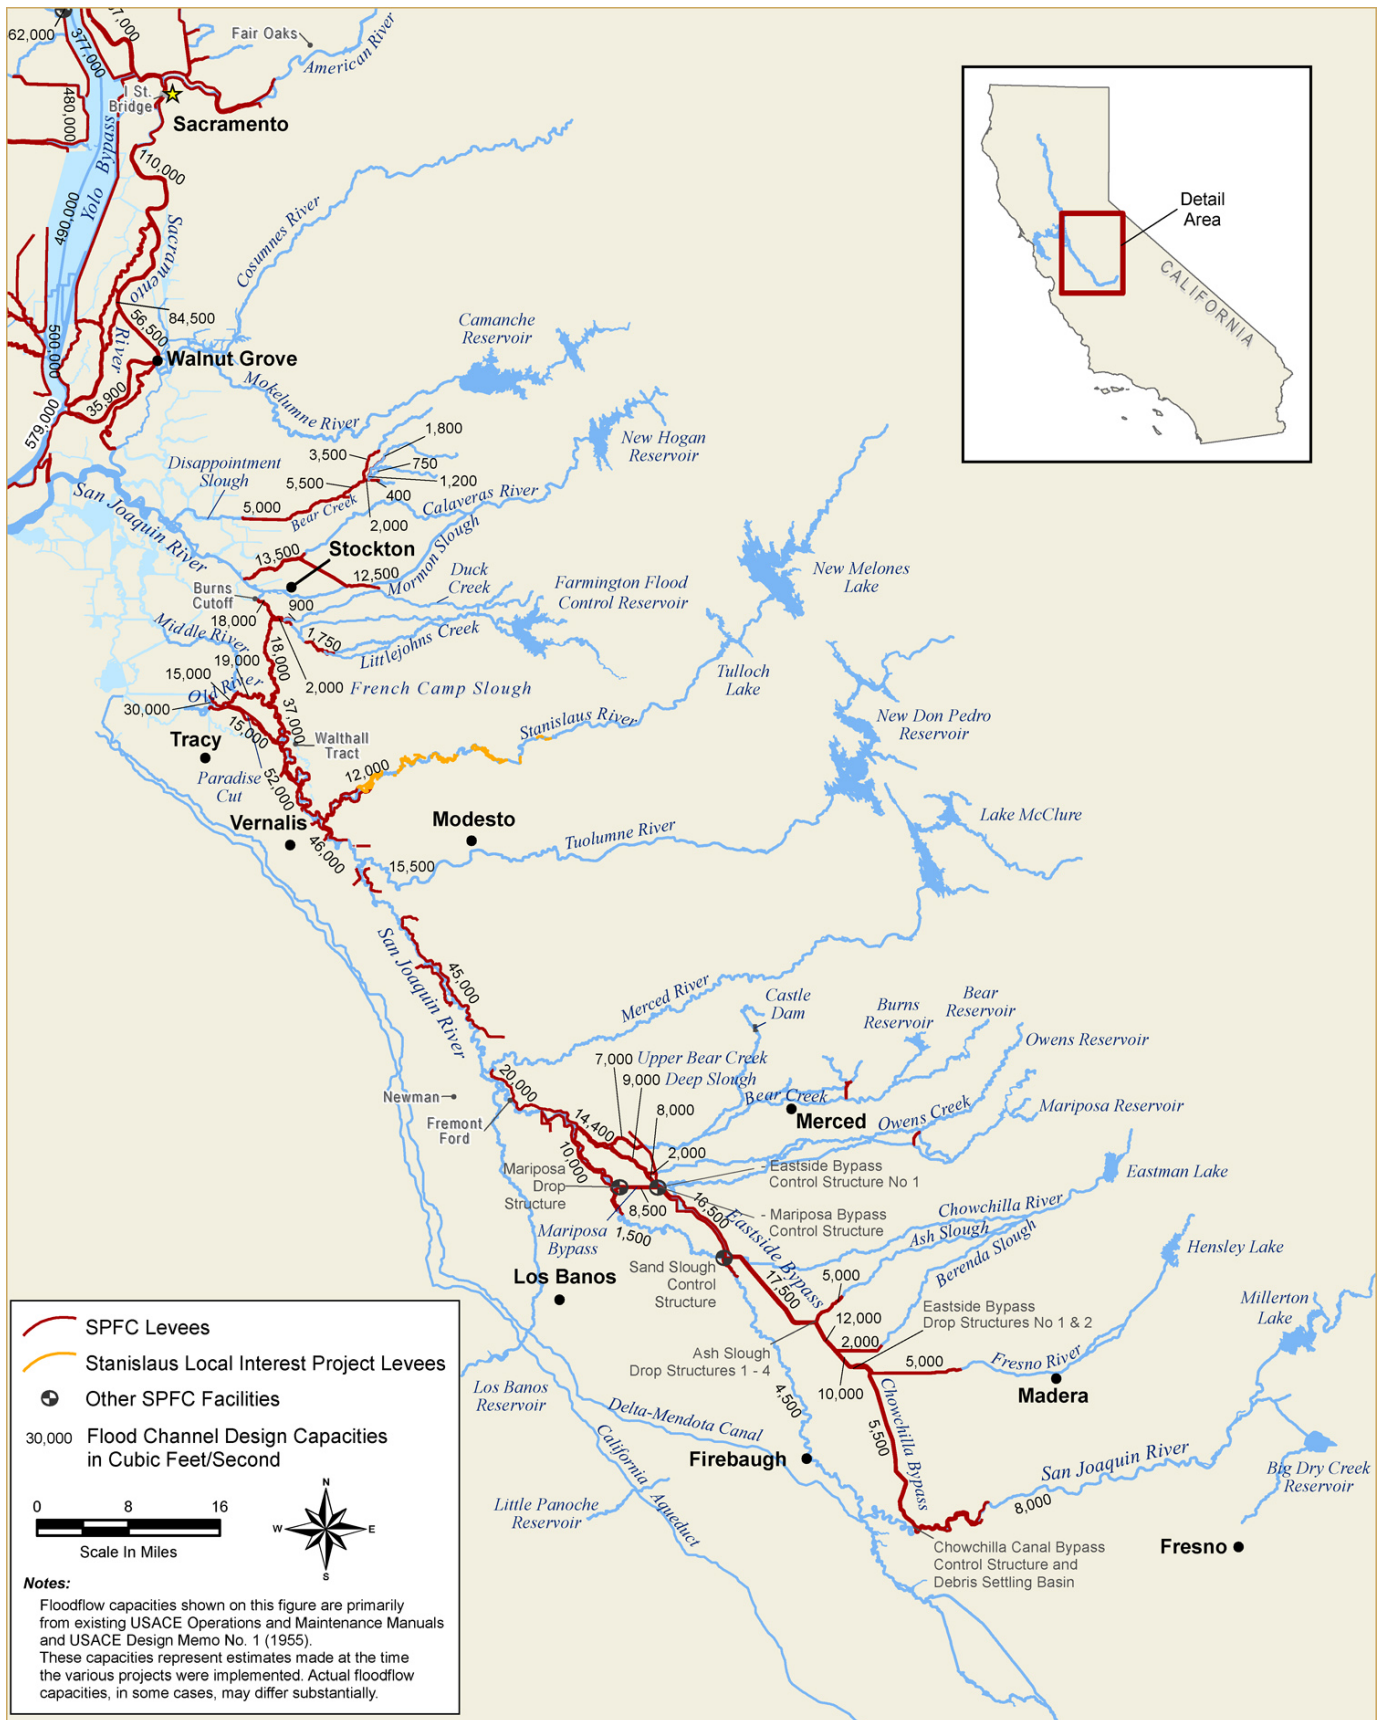 62,000
377,000
7,000
Fair Oaks
American River
480,000
I St.
Bridge
Sacramento
Yolo Bypass
110,000
490,000
Sacramento
River
Cosumnes River
84,500
56,500
500,000
Walnut Grove
35,900
579,000
Mokelumne River
Camanche
Reservoir
New Hogan
Reservoir
1,800
3,500
750
1,200
400
5,500
5,000
2,000
Disappointment
Slough
Bear Creek
Calaveras River
San Joaquin River
Mormon Slough
Stockton
13,500
12,500
Burns
Cutoff
18,000
900
Duck
Creek
Farmington Flood
Control Reservoir
New Melones
Lake
Middle River
1,750
Littlejohns Creek
18,000
2,000
French Camp Slough
Tulloch
Lake
15,000
19,000
Old River
30,000
15,000
37,000
Walthall
Tract
Stanislaus River
New Don Pedro
Reservoir
Tracy
Paradise
Cut
52,000
12,000
Vernalis
46,000
Modesto
15,500
Tuolumne River
Lake McClure
San Joaquin River
45,000
Merced River
Castle
Dam
Burns
Reservoir
Bear
Reservoir
Owens Reservoir
7,000
Upper Bear Creek
9,000
Deep Slough
8,000
Bear Creek
Merced
Owens Creek
Mariposa Reservoir
Newman
20,000
Fremont
Ford
14,400
10,000
2,000
Mariposa
Drop
Structure
- Eastside Bypass
Control Structure No 1
Eastman Lake
8,500
16,500
- Mariposa Bypass
Control Structure
Chowchilla River
Ash Slough
Berenda Slough
Mariposa
Bypass
1,500
Eastside Bypass
Hensley Lake
Los Banos
Sand Slough
Control
Structure
17,500
5,000
12,000
2,000
Eastside Bypass
Drop Structures No 1 & 2
Millerton
Lake
Ash Slough
Drop Structures 1 - 4
10,000
5,000
Fresno River
Madera
Los Banos
Reservoir
4,500
Chowchilla Bypass
5,500
Delta-Mendota Canal
California Aqueduct
Firebaugh
San Joaquin River
8,000
Big Dry Creek
Reservoir
Little Panoche
Reservoir
Fresno
Chowchilla Canal Bypass
Control Structure and
Debris Settling Basin
Detail
Area
CALIFORNIA
SPFC Levees
Stanislaus Local Interest Project Levees
Other SPFC Facilities
30,000 Flood Channel Design Capacities
in Cubic Feet/Second
0 8 16
Scale In Miles
N
W E
S
Notes:
Floodflow capacities shown on this figure are primarily
from existing USACE Operations and Maintenance Manuals
and USACE Design Memo No. 1 (1955).
These capacities represent estimates made at the time
the various projects were implemented. Actual floodflow
capacities, in some cases, may differ substantially.